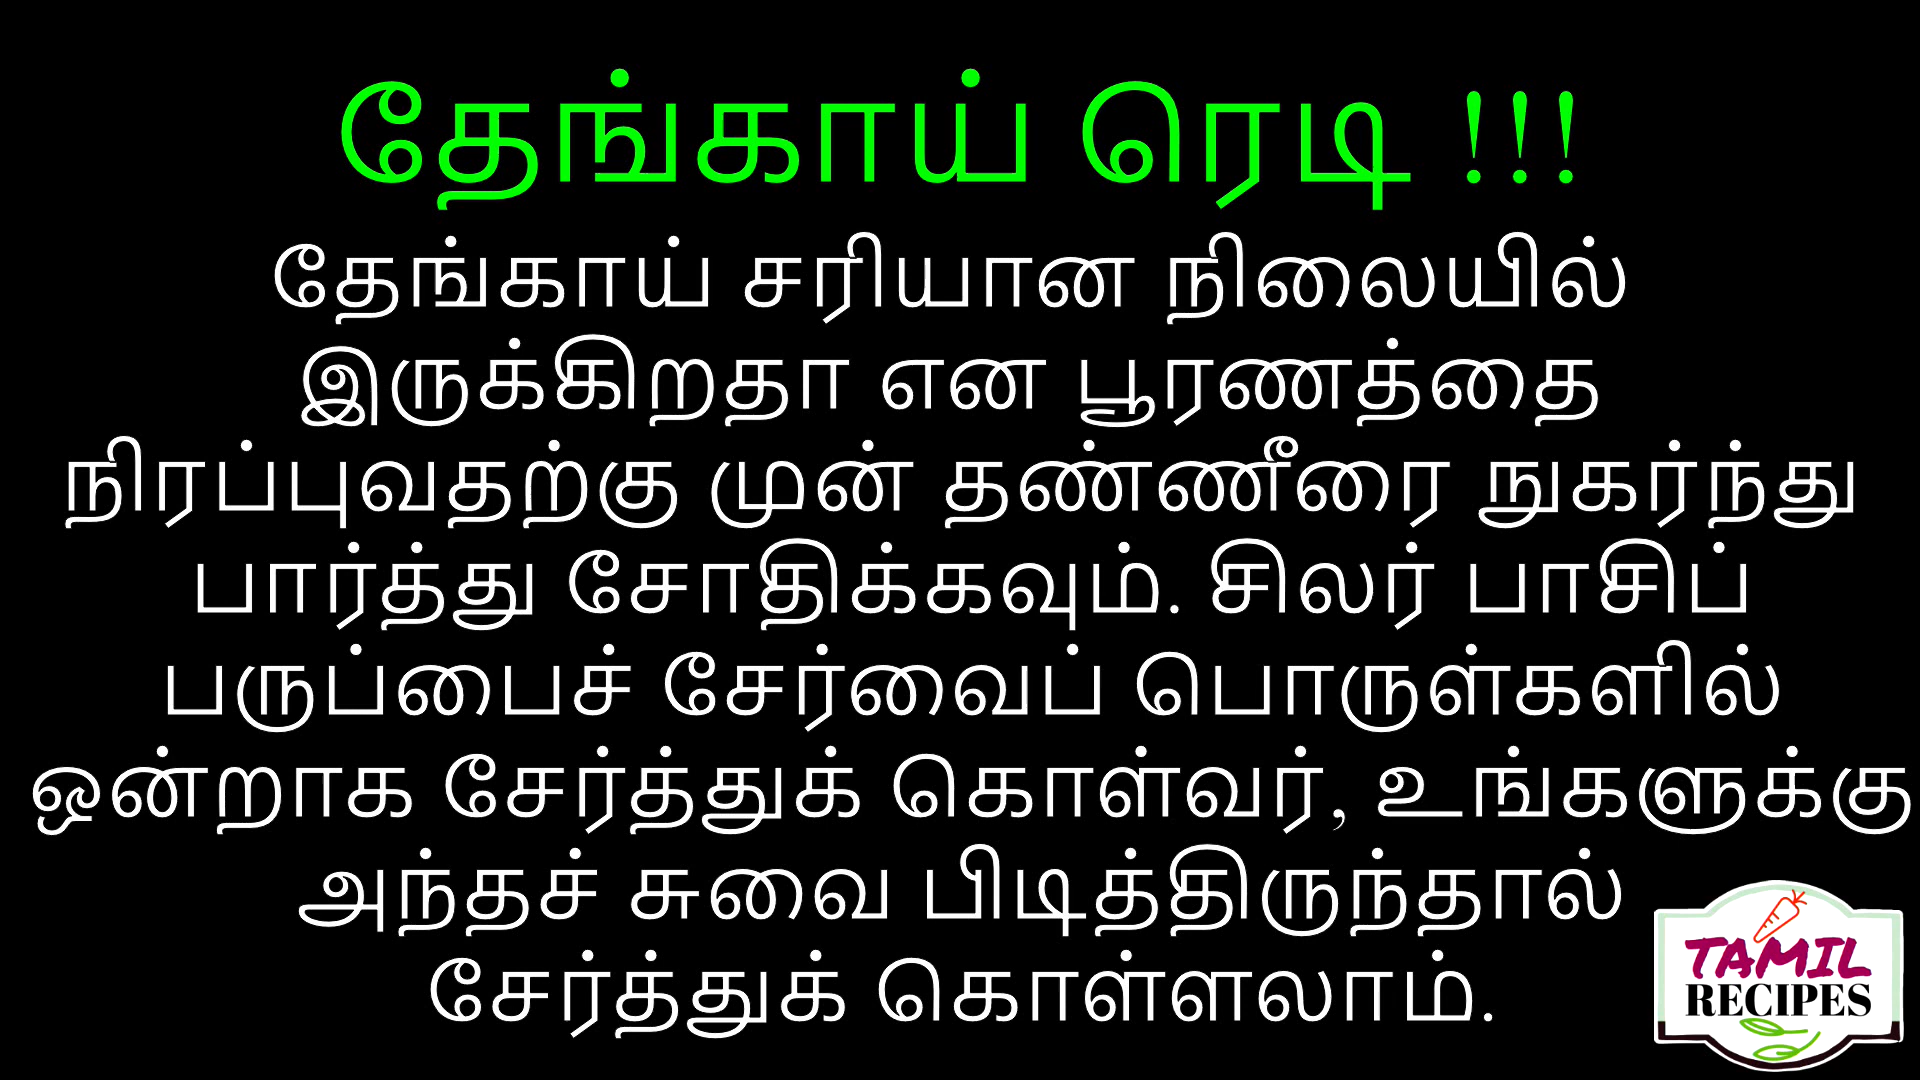 தேங்காய் ரெடி !!!
தேங்காய் சரியான நிலையில்
இருக்கிறதா என பூரணத்தை
நிரப்புவதற்கு முன் தண்ணீரை நுகர்ந்து
பார்த்து சோதிக்கவும். சிலர் பாசிப்
பருப்பைச் சேர்வைப் பொருள்களில்
ஒன்றாக சேர்த்துக் கொள்வர், உங்களுக்கு
அந்தச் சுவை பிடித்திருந்தால்
சேர்த்துக் கொள்ளலாம்.
TAMIL
RECIPES